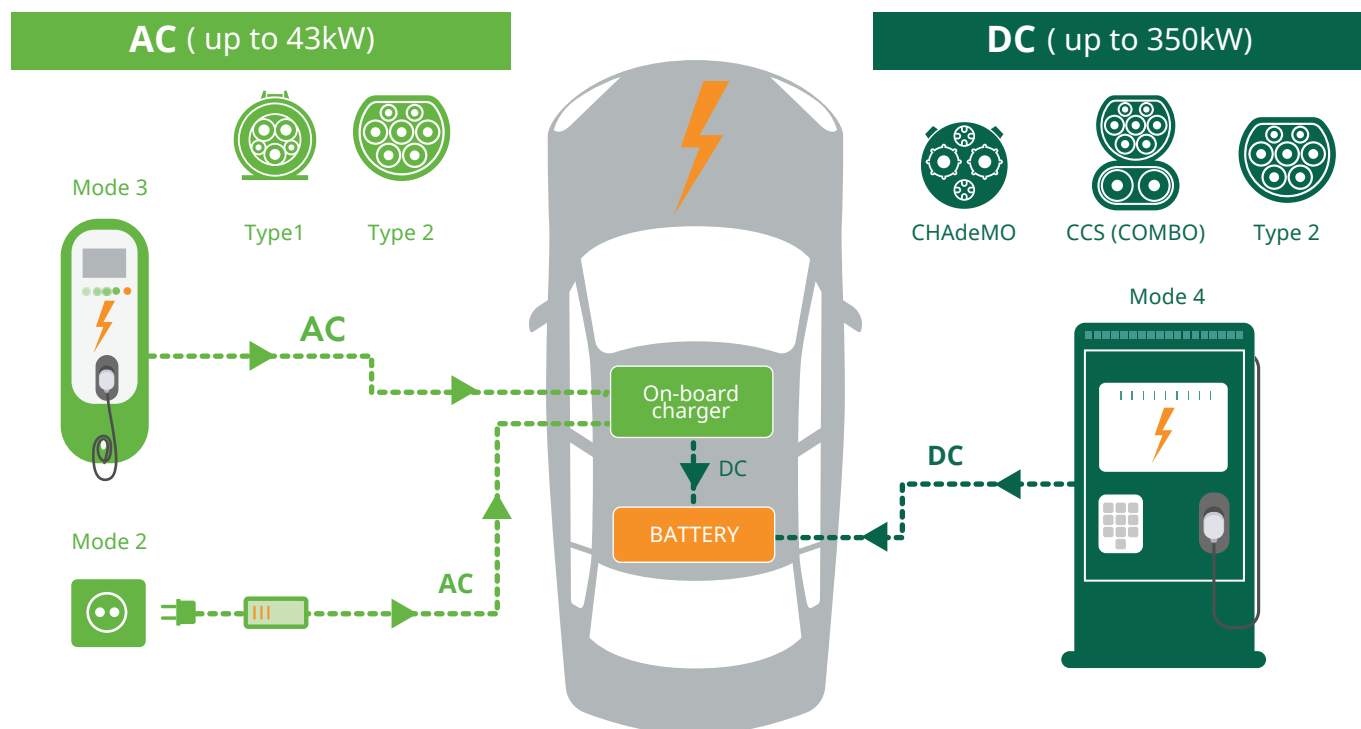 AC ( up to 43kW)
DC ( up to 350kW)
Mode 3
Type1
Type 2
CHAdeMO
CCS (COMBO)
Type 2
Mode 4
AC
On-board
charger
DC
DC
BATTERY
Mode 2
AC